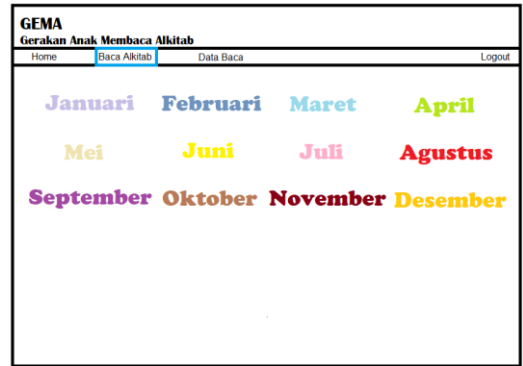 GEMA
Gerakan Anak Membaca Alkitab
Home Baca Alkitab Data Baca Logout
Januari Februari Maret April
Mei Juni Juli Agustus
September Oktober November Desember